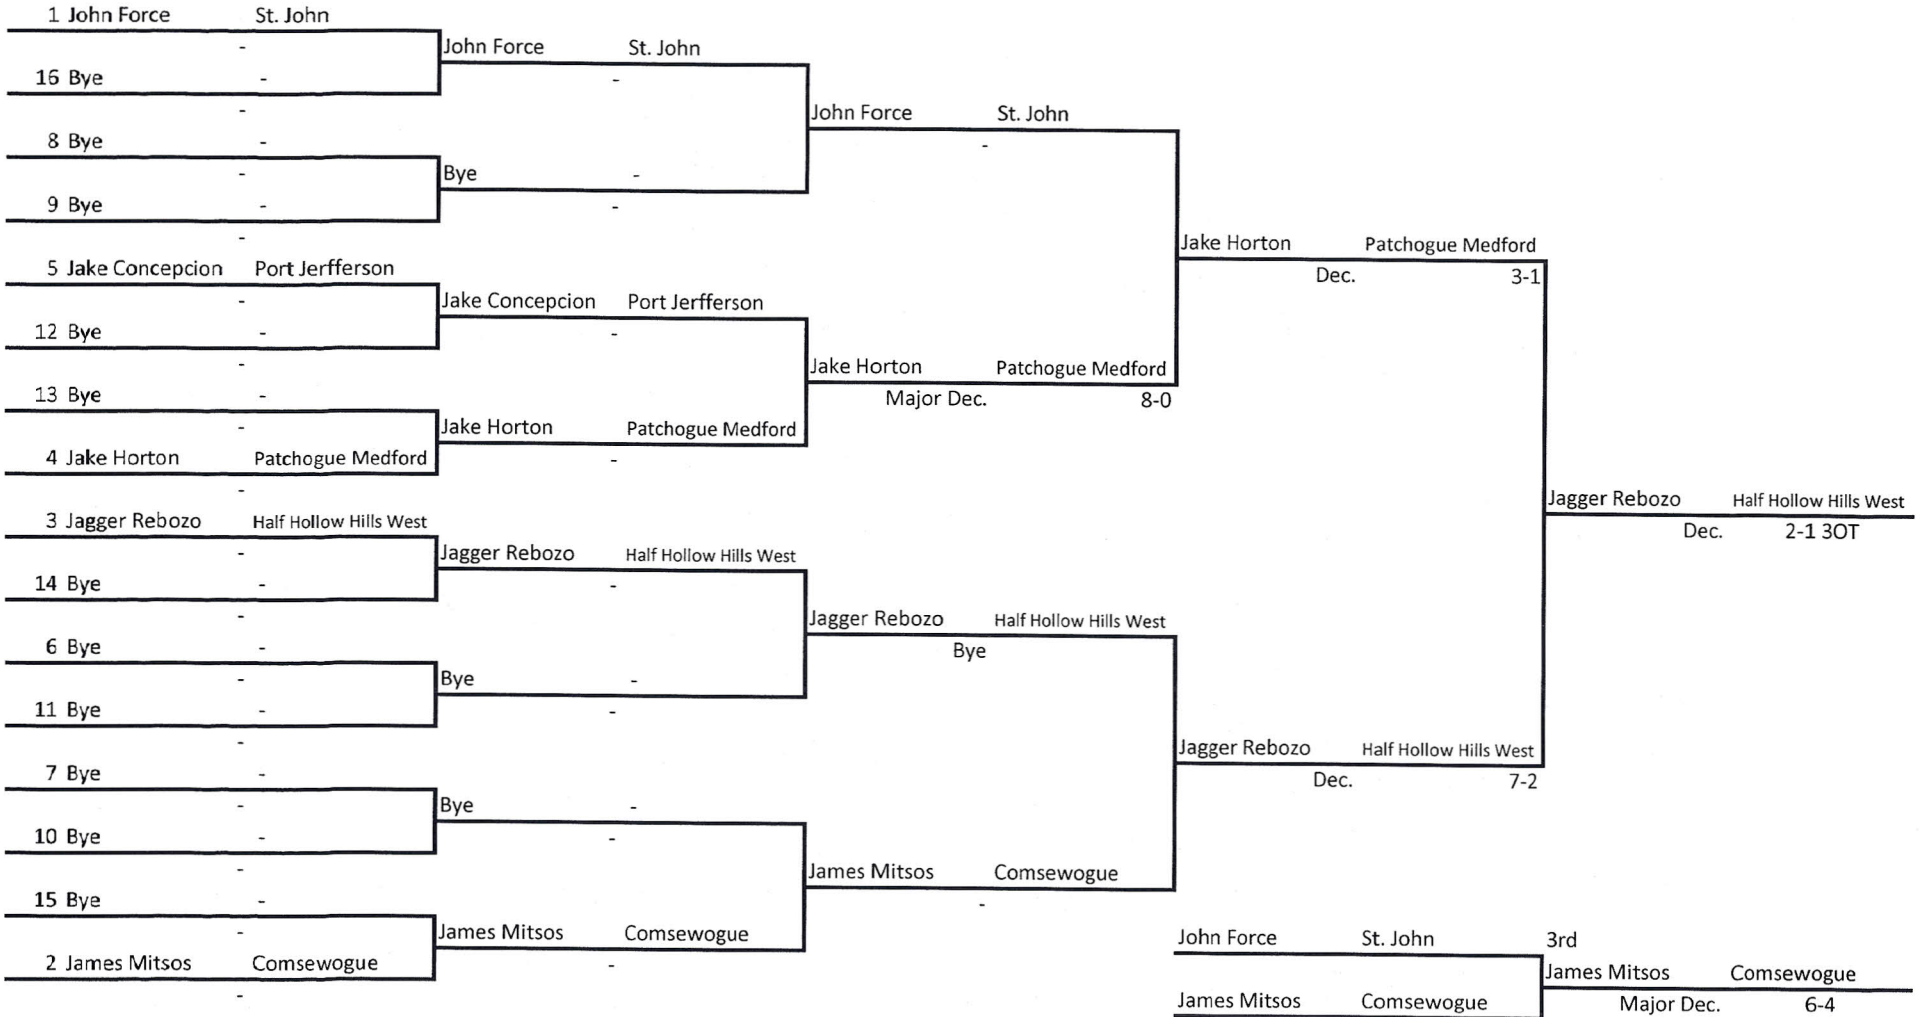 1 John Force St. John
-
16 Bye -
-
8 Bye -
-
9 Bye -
-
5 Jake Concepcion Port Jerfferson
-
12 Bye -
-
13 Bye -
-
4 Jake Horton Patchogue Medford
-
3 Jagger Rebozo Half Hollow Hills West
-
14 Bye -
-
6 Bye -
-
11 Bye -
-
7 Bye -
-
10 Bye -
-
15 Bye -
-
2 James Mitsos Comsewogue
-
John Force St. John
-
Bye -
-
Jake Concepcion Port Jerfferson
-
Jake Horton Patchogue Medford
-
Jagger Rebozo Half Hollow Hills West
-
Bye -
-
Bye -
-
James Mitsos Comsewogue
-
John Force St. John
-
Jake Horton Patchogue Medford
Major Dec. 8-0
Jagger Rebozo Half Hollow Hills West
Bye
James Mitsos Comsewogue
-
Jake Horton Patchogue Medford
Dec. 3-1
Jagger Rebozo Half Hollow Hills West
Dec. 7-2
Jagger Rebozo Half Hollow Hills West
Dec. 2-1 3OT
John Force St. John 3rd
James Mitsos Comsewogue
James Mitsos Comsewogue
Major Dec. 6-4